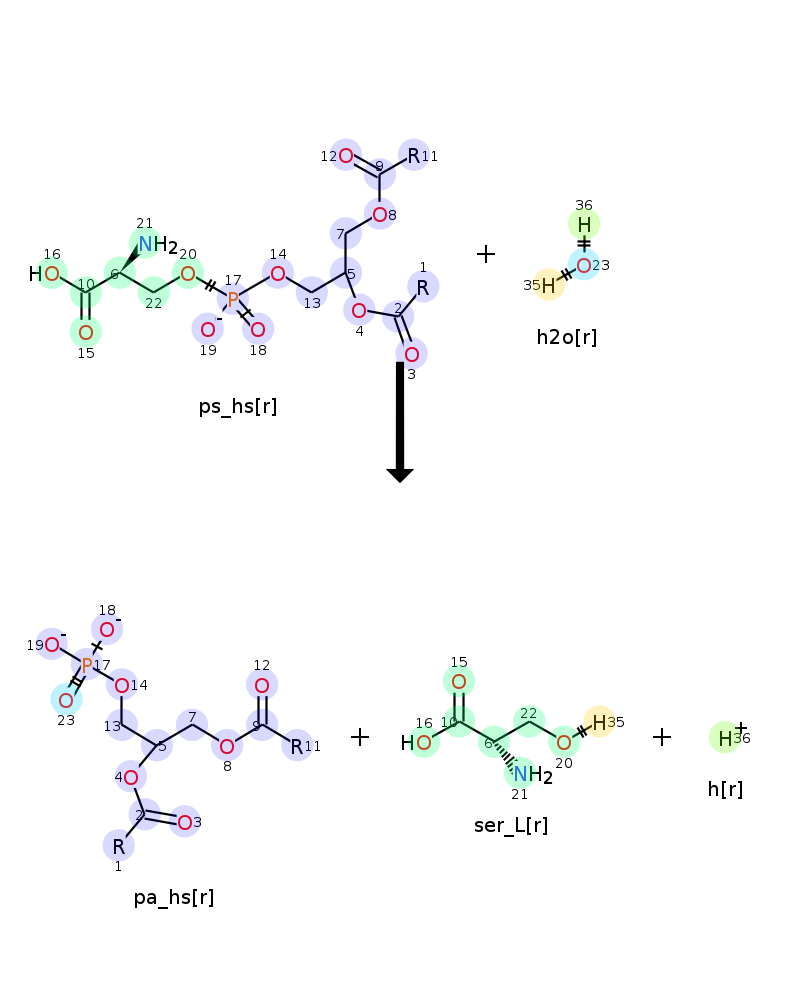 12 O 9 R 11
O 8
7
36
H
21
NH2
16 HO 10 6 20 O 17 14 O 5 1 R
+
O 23
35 H
22 P 13
O 4 2
O 15
O - 19 O 18
O 3
h2o[r]
ps_hs[r]
18 O -
19 O -
P 17
O 14
12 O
15 O
23 O
13 7 9
5 O 8 R 11
+
16 HO 10 22 H 35
6 O 20
+
H + 36
4 O
NH2 21
2 O 3
R 1
h[r]
ser_L[r]
pa_hs[r]